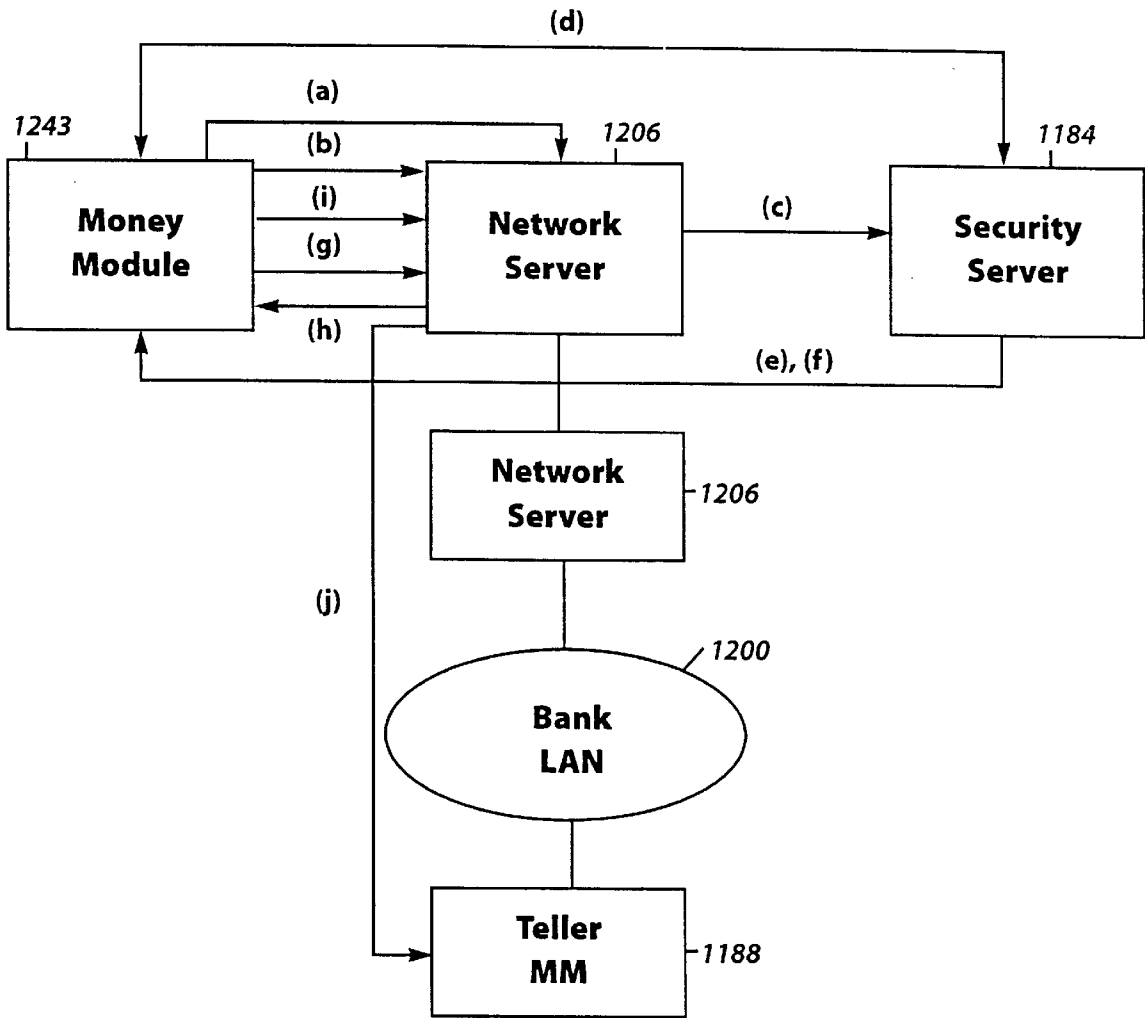 (d)
(a)
1243
1206
1184
(b)
(i)
(g)
(h)
Money
Module
Network
Server
(c)
Security
Server
(e), (f)
Network
Server
1206
(j)
1200
Bank
LAN
Teller
MM
1188